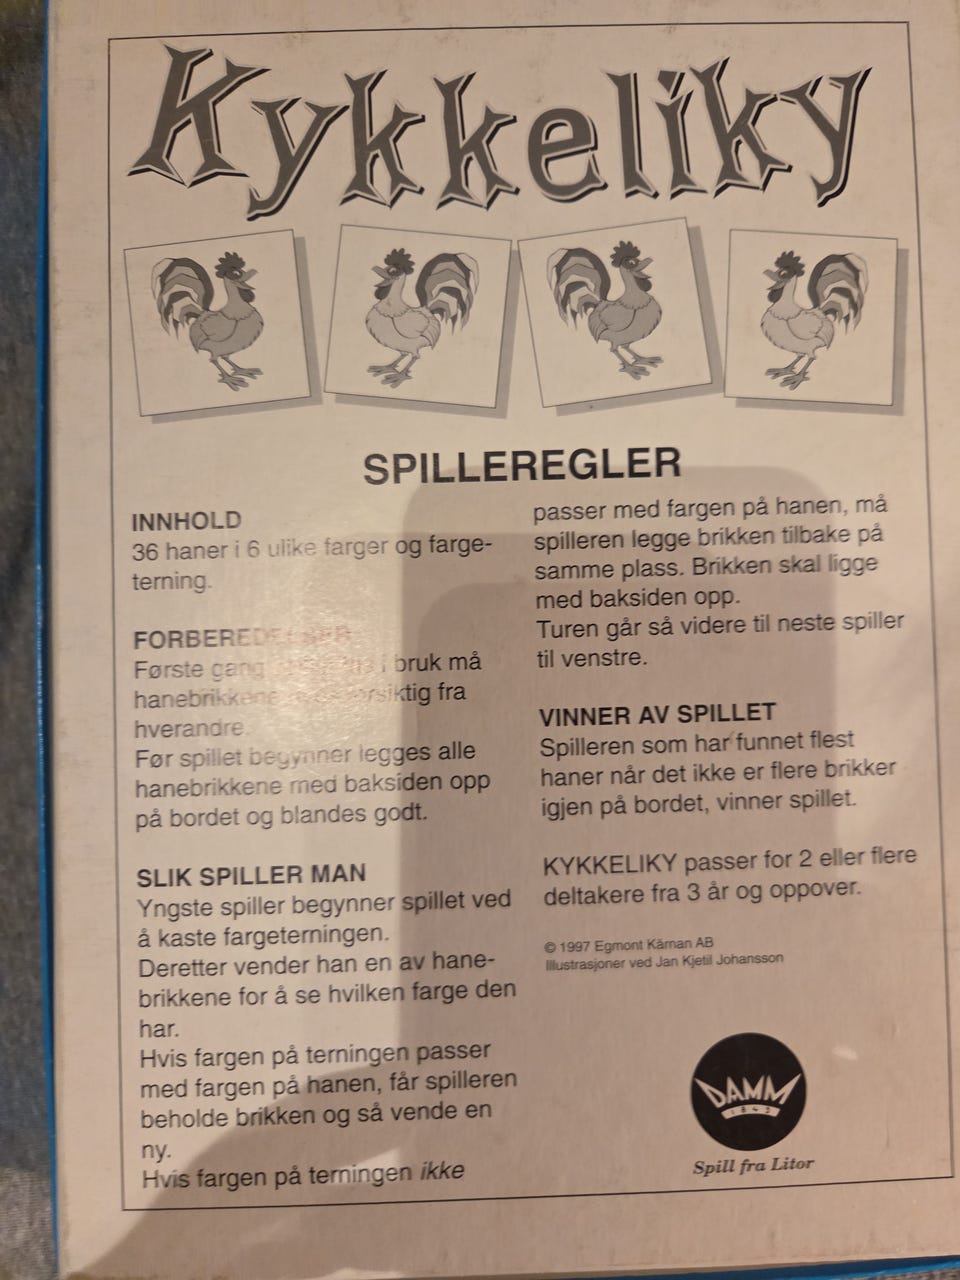 Kykkeliky
SPILLEREGLER
INNHOLD
36 haner i 6 ulike farger og farge-
terning.
FORBEREDELSER
Første gang i bruk må
hanebrikkene forsiktig fra
hverandre.
Før spillet begynner legges alle
hanebrikkene med baksiden opp
på bordet og blandes godt.
SLIK SPILLER MAN
Yngste spiller begynner spillet ved
å kaste fargeterningen.
Deretter vender han en av hane-
brikkene for å se hvilken farge den
har.
Hvis fargen på terningen passer
med fargen på hanen, får spilleren
beholde brikken og så vende en
ny.
Hvis fargen på terningen ikke
passer med fargen på hanen, må
spilleren legge brikken tilbake på
samme plass. Brikken skal ligge
med baksiden opp.
Turen går så videre til neste spiller
til venstre.
VINNER AV SPILLET
Spilleren som har funnet flest
haner når det ikke er flere brikker
igjen på bordet, vinner spillet.
KYKKELIKY passer for 2 eller flere
deltakere fra 3 år og oppover.
© 1997 Egmont Kärnan AB
Illustrasjoner ved Jan Kjetil Johansson
DAMM
1843
Spill fra Litor